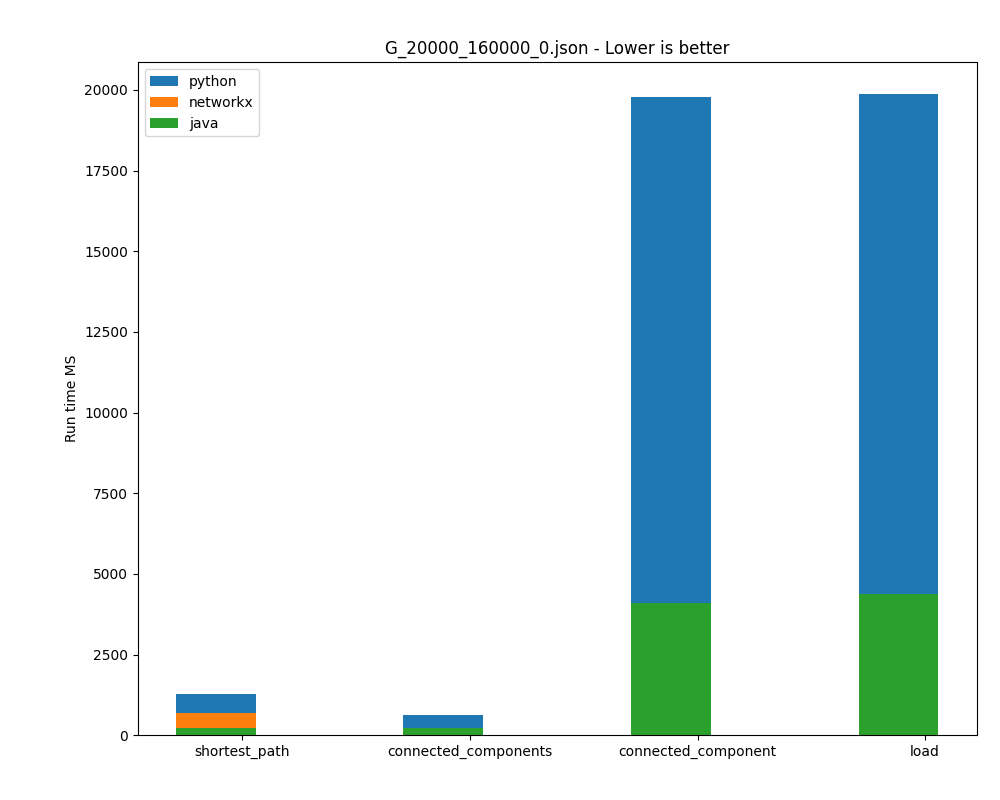 G_20000_160000_0.json - Lower is better
python
networkx
java
20000
17500
15000
12500
10000
7500
5000
2500
0
Run time MS
shortest_path
connected_components
connected_component
load